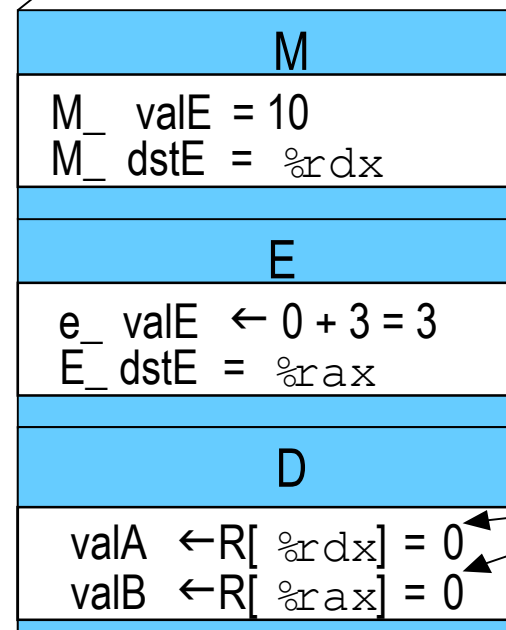 M
M_ valE = 10
M_ dstE = %rdx
E
e_ valE ← 0 + 3 = 3
E_ dstE = %rax
D
valA ←R[ %rdx] = 0
valB ←R[ %rax] = 0